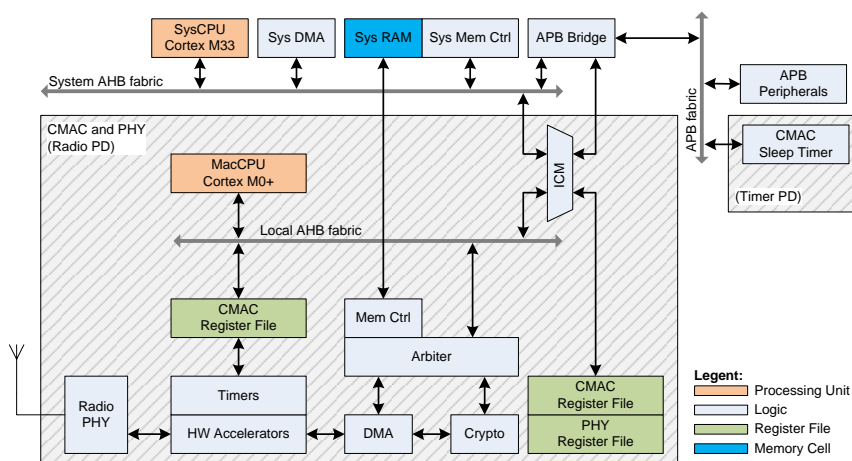 SysCPU
Cortex M33
Sys DMA
Sys RAM
Sys Mem Ctrl
APB Bridge
System AHB fabric
APB fabric
APB
Peripherals
CMAC
Sleep Timer
(Timer PD)
CMAC and PHY
(Radio PD)
MacCPU
Cortex M0+
ICM
Local AHB fabric
CMAC
Register File
Mem Ctrl
Arbiter
Radio
PHY
Timers
HW Accelerators
DMA
Crypto
CMAC
Register File
PHY
Register File
Legent:
Processing Unit
Logic
Register File
Memory Cell